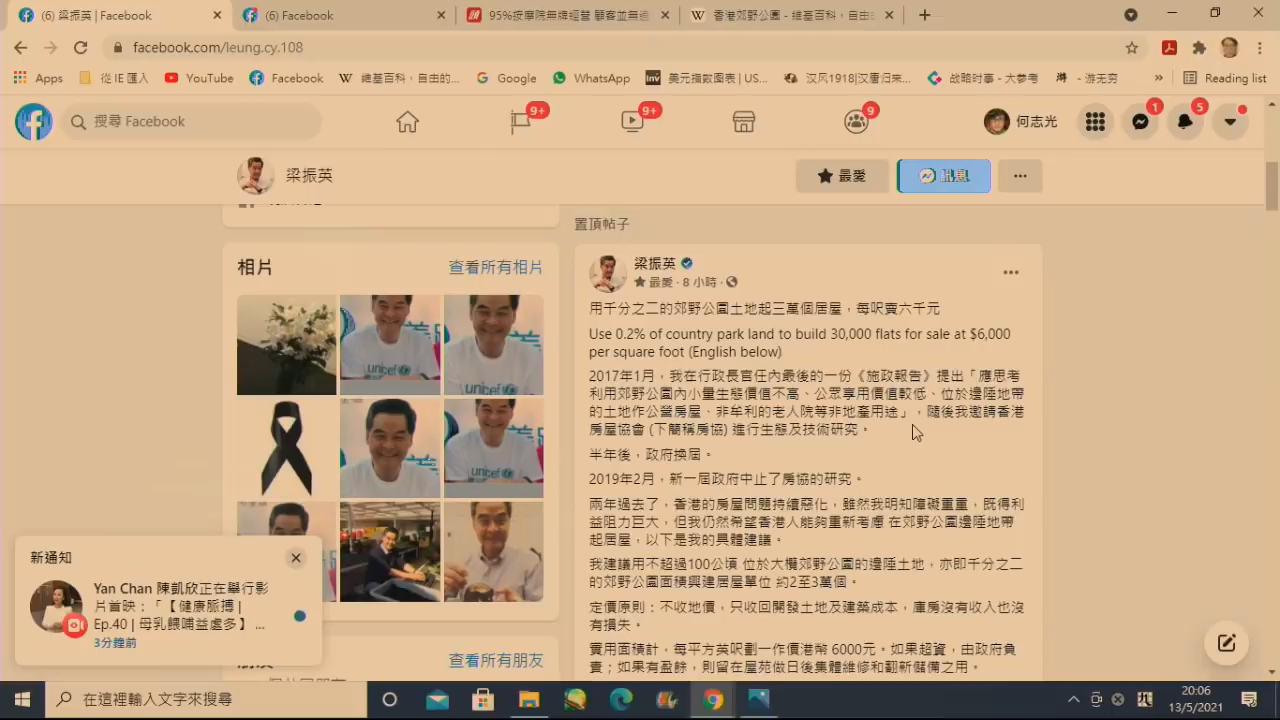 (6) 梁振英 | Facebook
(6) Facebook
95%按摩院無牌經營 顧客並無違
香港郊野公園 - 維基百科，自由
facebook.com/leung.cy.108
Apps
從 IE 匯入
YouTube
Facebook
維基百科，自由的...
Google
WhatsApp
美元指數图表 | US...
汉风1918|汉唐归来...
战略时事 - 大参考
- 游无穷
Reading list
搜尋 Facebook
9+
9+
9
何志光
1
5
梁振英
最愛
訊息
置頂帖子
相片
查看所有相片
梁振英
最愛 · 8 小時 ·
用千分之二的郊野公園土地起三萬個居屋，每呎賣六千元
Use 0.2% of country park land to build 30,000 flats for sale at $6,000
per square foot (English below)
2017年1月，我在行政長官任內最後的一份《施政報告》提出「應思考
利用郊野公園內小量生態價值不高、公眾享用價值較低、位於邊陲地帶
的土地作公營房屋、非牟利的老人院等非地產用途」，隨後我邀請香港
房屋協會 (下簡稱房協) 進行生態及技術研究。
半年後，政府換屆。
2019年2月，新一屆政府中止了房協的研究。
兩年過去了，香港的房屋問題持續惡化，雖然我明知障礙重重，既得利
益阻力巨大，但我仍然希望香港人能夠重新考慮 在郊野公園邊陲地帶
起居屋，以下是我的具體建議。
我建議用不超過100公頃 位於大欖郊野公園的邊陲土地，亦即千分之二
的郊野公園面積興建居屋單位 約2至3萬個。
定價原則：不收地價，只收回開發土地及建築成本，庫房沒有收入也沒
有損失。
實用面積計，每平方英呎劃一作價港幣 6000元。如果超資，由政府負
責；如果有盈餘，則留在屋苑做日後集體維修和翻新儲備之用。
unicef
unicef
unicef
unicef
新通知
Yan Chan 陳凱欣正在舉行影
片首映：「【健康脈搏 |
Ep.40 | 母乳餵哺益處多】 ...
3分鐘前
查看所有朋友
在這裡輸入文字來搜尋
20:06
13/5/2021